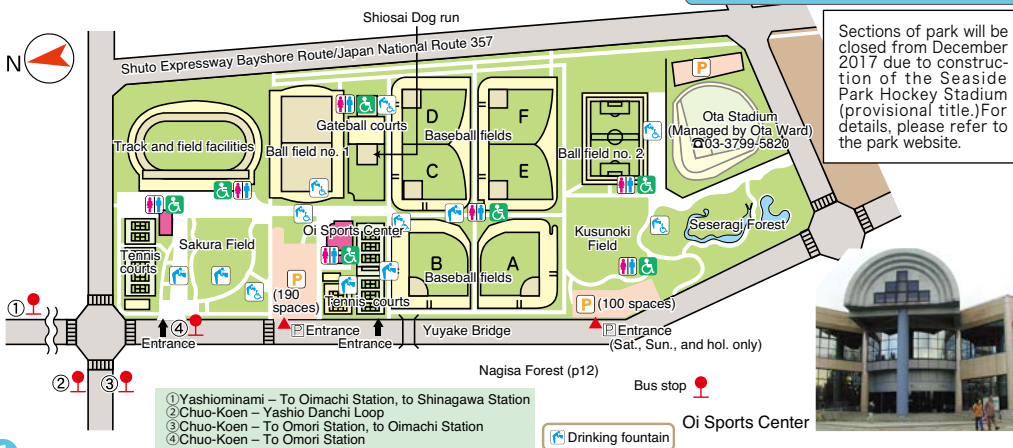 Shiosai Dog run
N
Shuto Expressway Bayshore Route/Japan National Route 357
Sections of park will be
closed from December
2017 due to construc-
tion of the Seaside
Park Hockey Stadium
(provisional title.)For
details, please refer to
the park website.
P
D
F
Gateball courts
Baseball fields
Track and field facilities
Ball field no. 1
C
E
Ball field no. 2
Ota Stadium
(Managed by Ota Ward)
☎03-3799-5820
Oi Sports Center
Sakura Field
Tennis
courts
Kusunoki
Field
Seseragi Forest
B
A
Baseball fields
P
(190
spaces)
Tennis courts
P
(100 spaces)
①
④
Entrance
P Entrance
Entrance
Yuyake Bridge
P Entrance
(Sat., Sun., and hol. only)
②
③
Nagisa Forest (p12)
Bus stop
①Yashiominami – To Oimachi Station, to Shinagawa Station
②Chuo-Koen – Yashio Danchi Loop
③Chuo-Koen – To Omori Station, to Oimachi Station
④Chuo-Koen – To Omori Station
Drinking fountain
Oi Sports Center